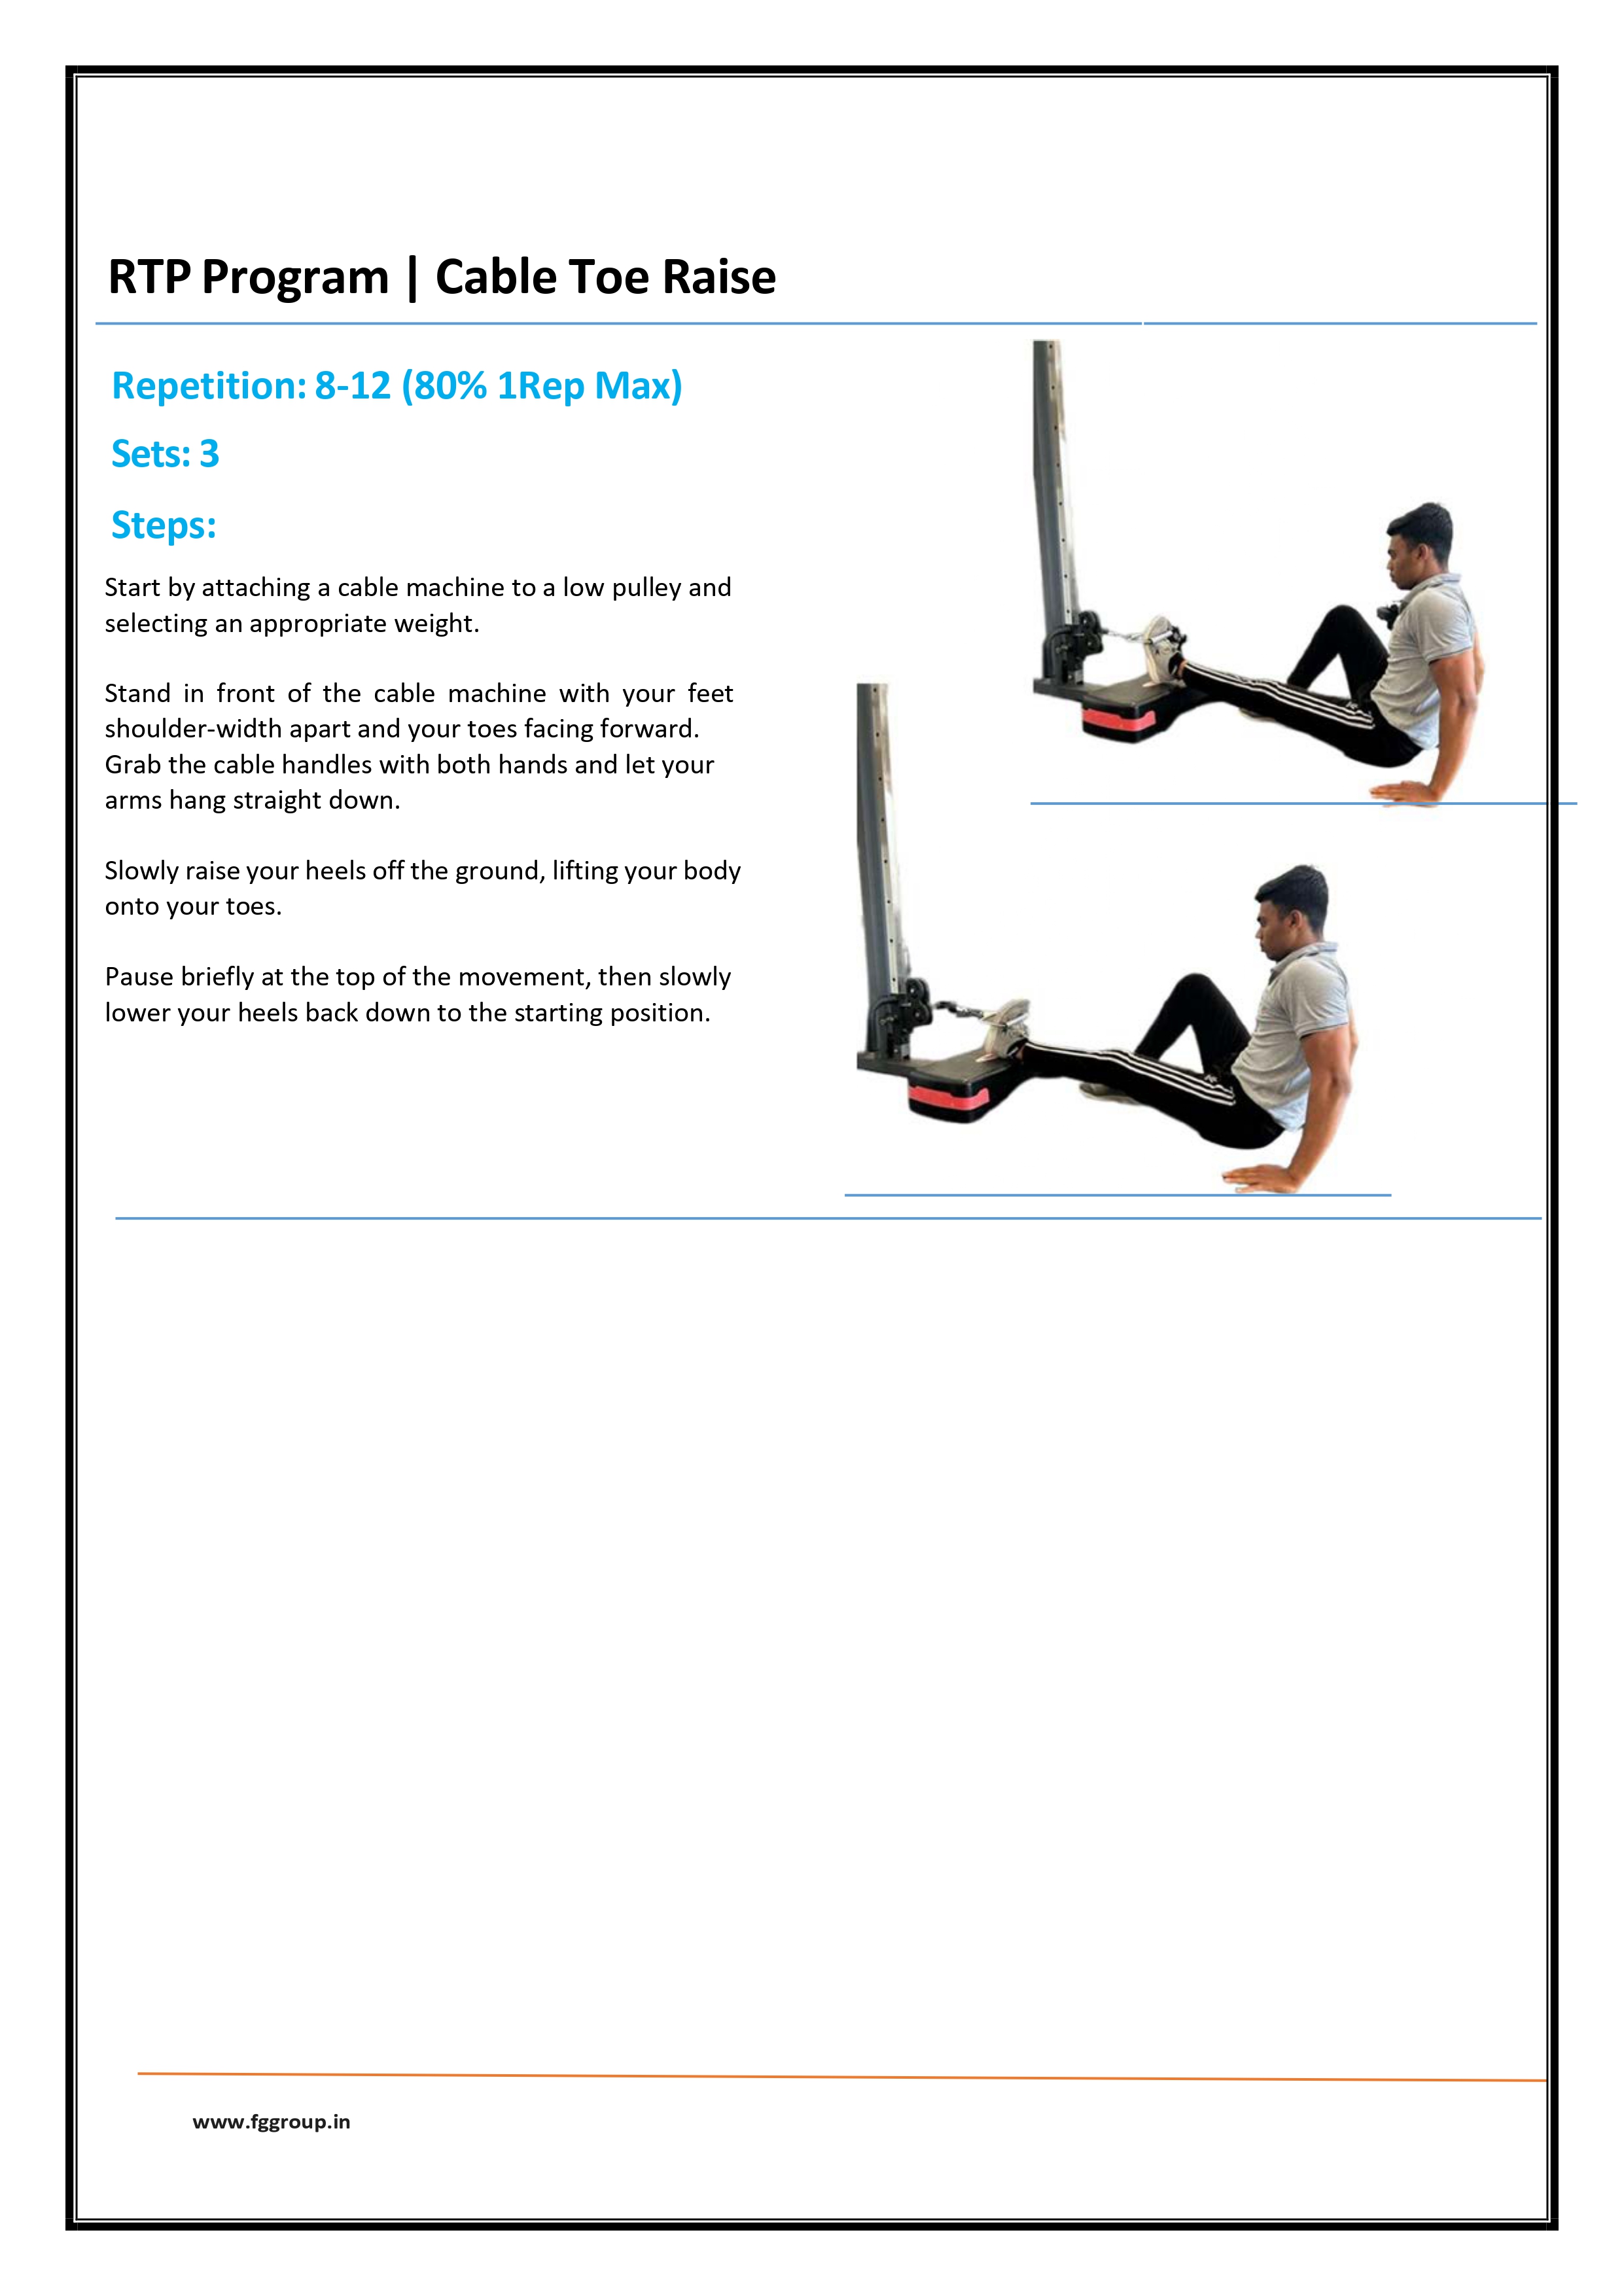 RTP Program | Cable Toe Raise
Repetition: 8-12 (80% 1Rep Max)
Sets: 3
Steps:
Start by attaching a cable machine to a low pulley and
selecting an appropriate weight.
Stand in front of the cable machine with your feet
shoulder-width apart and your toes facing forward.
Grab the cable handles with both hands and let your
arms hang straight down.
Slowly raise your heels off the ground, lifting your body
onto your toes.
Pause briefly at the top of the movement, then slowly
lower your heels back down to the starting position.
www.fggroup.in